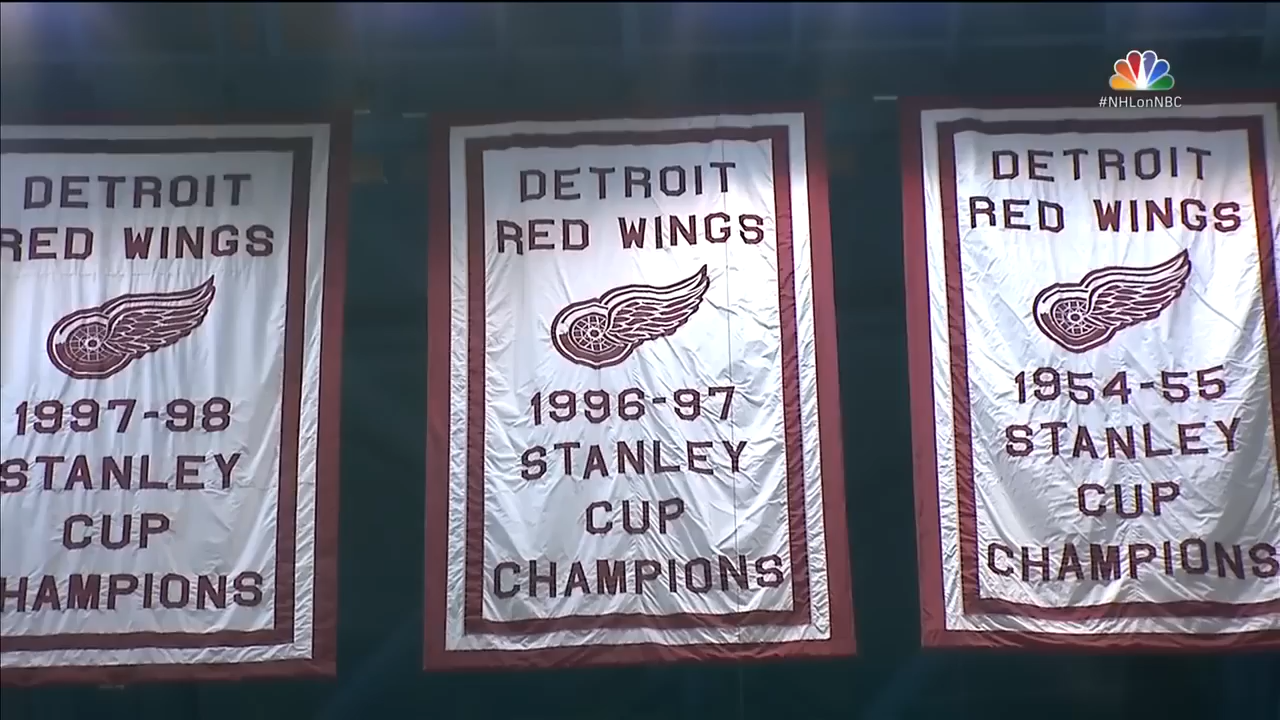 #NHLonNBC
DETROIT
RED WINGS
1997-98
STANLEY
CUP
HAMPIONS
DETROIT
RED WINGS
1996-97
STANLEY
CUP
CHAMPIONS
DETROIT
RED WINGS
1954-55
STANLEY
CUP
CHAMPIONS